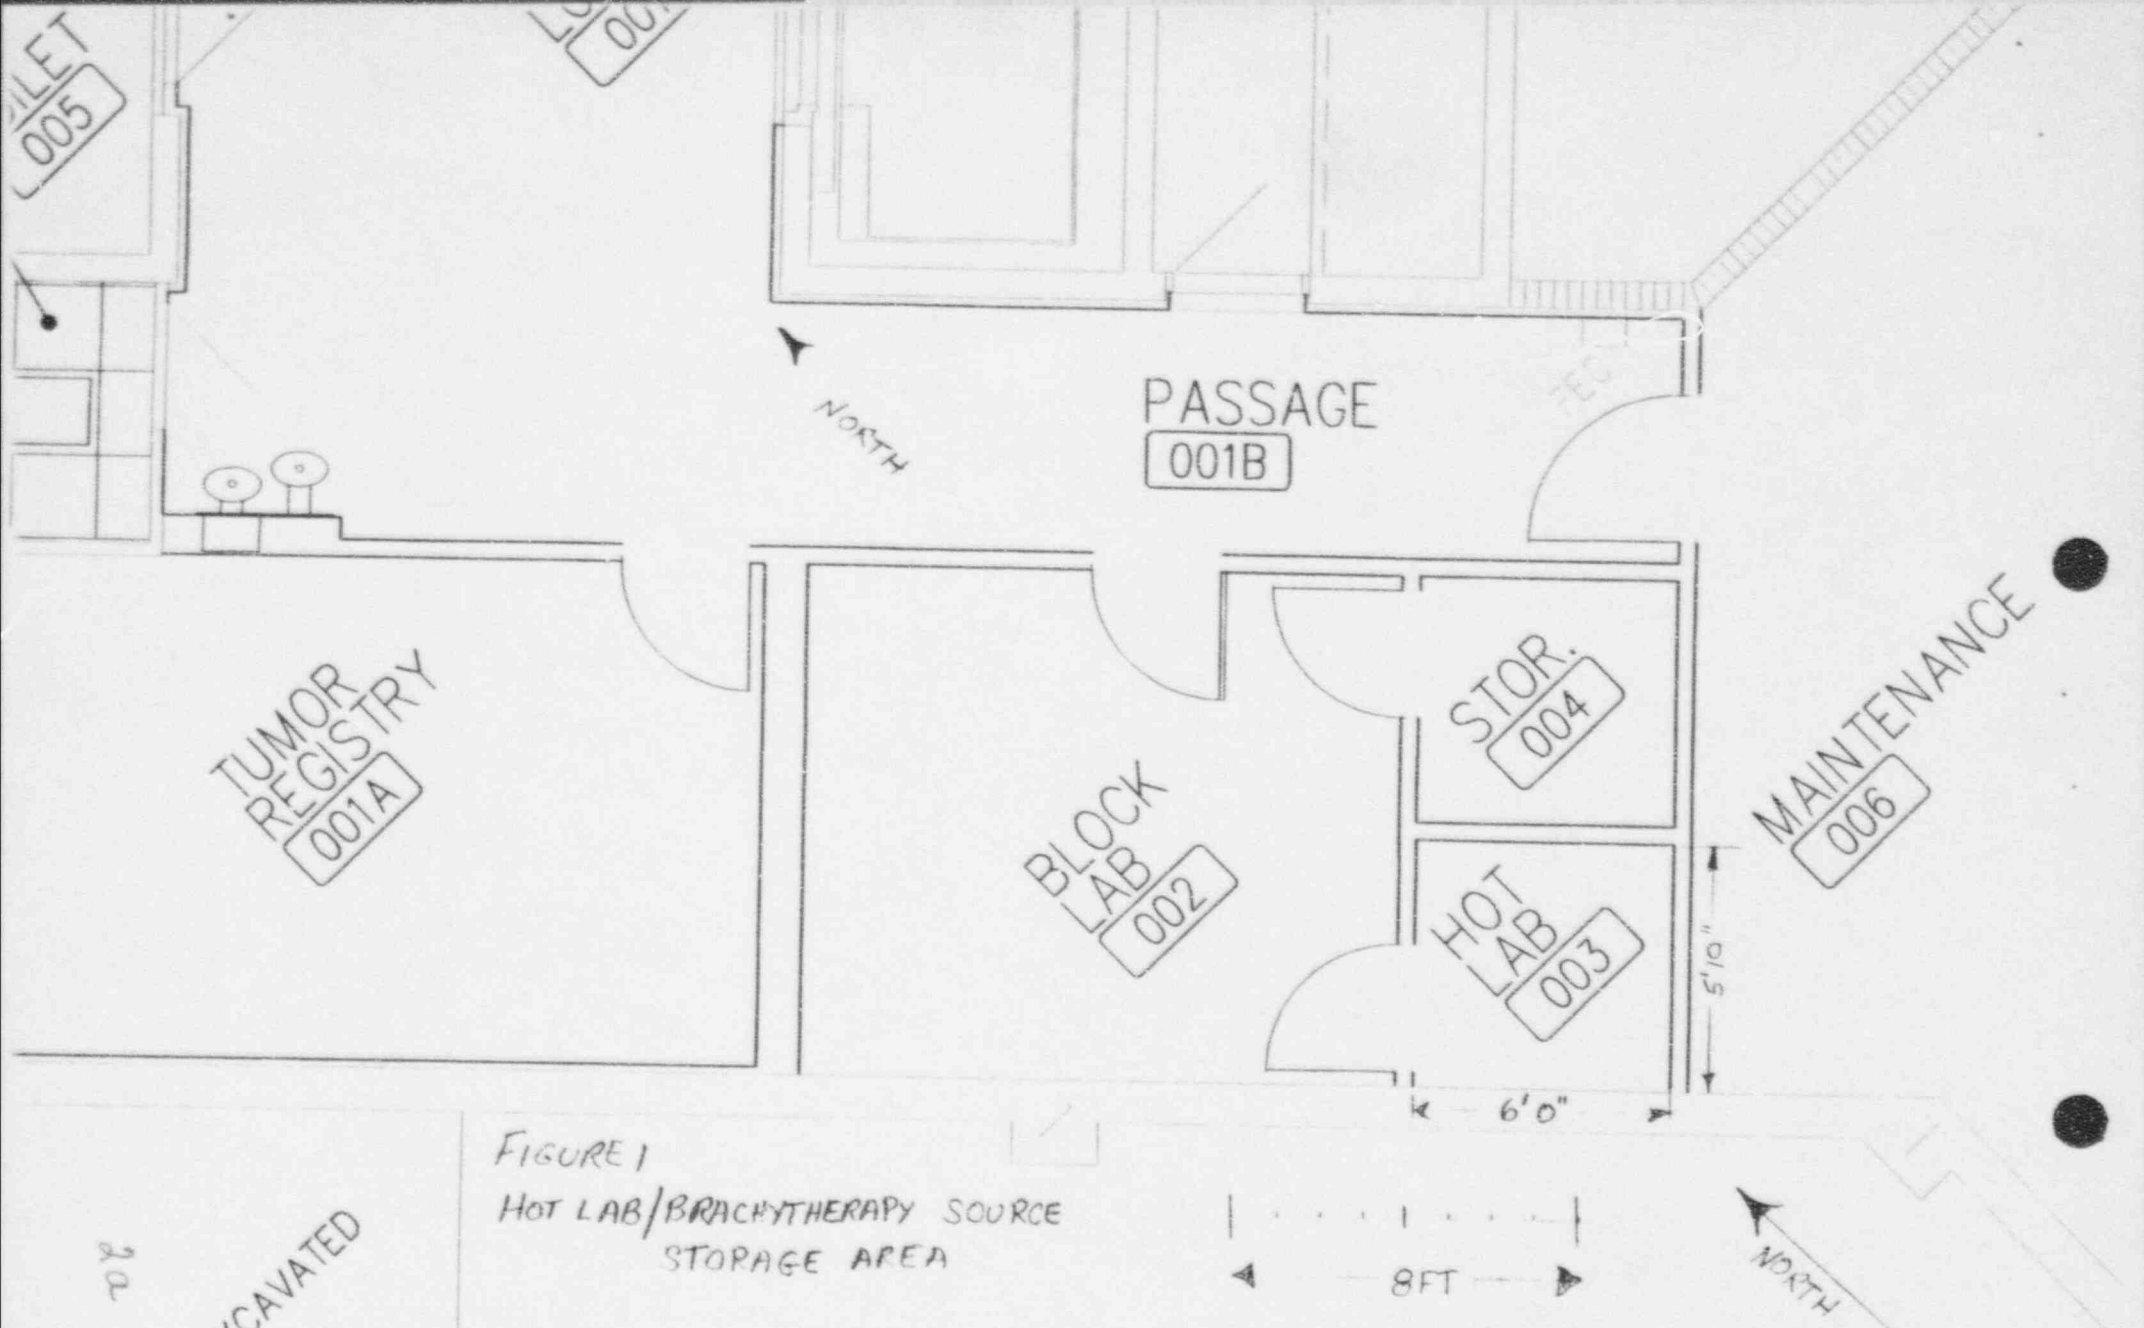 005
PASSAGE
001B
NORTH
TUMOR
REGISTRY
001A
STOR.
004
MAINTENANCE
006
BLOCK
LAB
002
HOT
LAB
003
5'10"
6'0"
FIGURE 1
HOT LAB/BRACHYTHERAPY SOURCE
STORAGE AREA
8FT
NORTH
2a